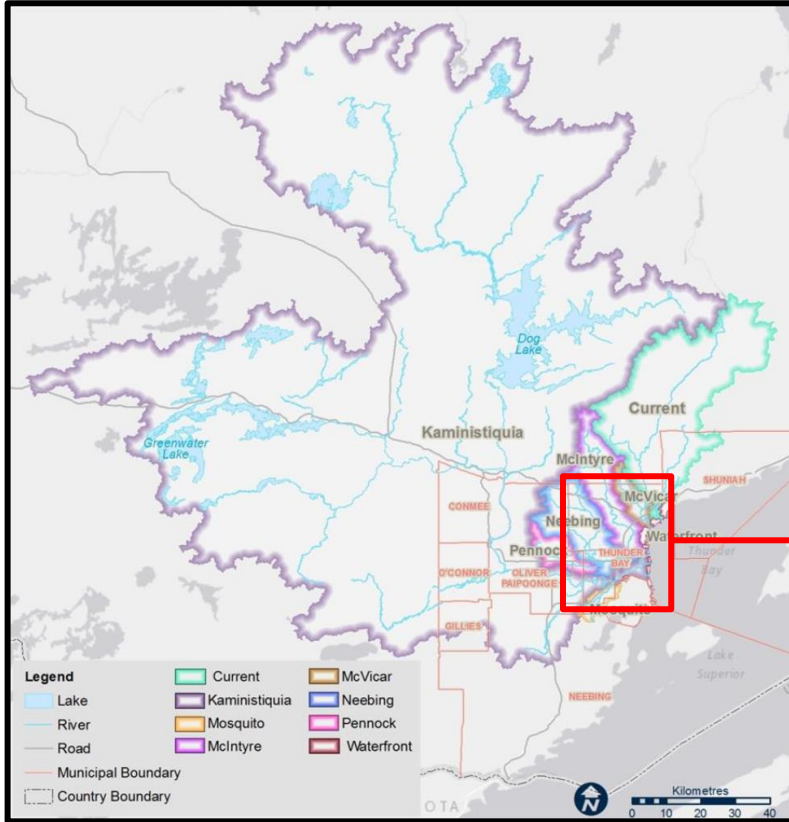 Dog
Lake
Current
Kaministiquia
Greenwater
Lake
McIntyre
SHUNIAH
McVicar
CONMEE
Neebing
Waterfront
Thunder
Bay
Pennock
THUNDER
BAY
O'CONNOR
OLIVER
PAIPOONGE
Mosquito
GILLIES
Lake
Superior
NEEBING
Legend
Lake
River
Road
Municipal Boundary
Country Boundary
Current
Kaministiquia
Mosquito
McIntyre
McVicar
Neebing
Pennock
Waterfront
OTA
N
Kilometres
0 10 20 30 40